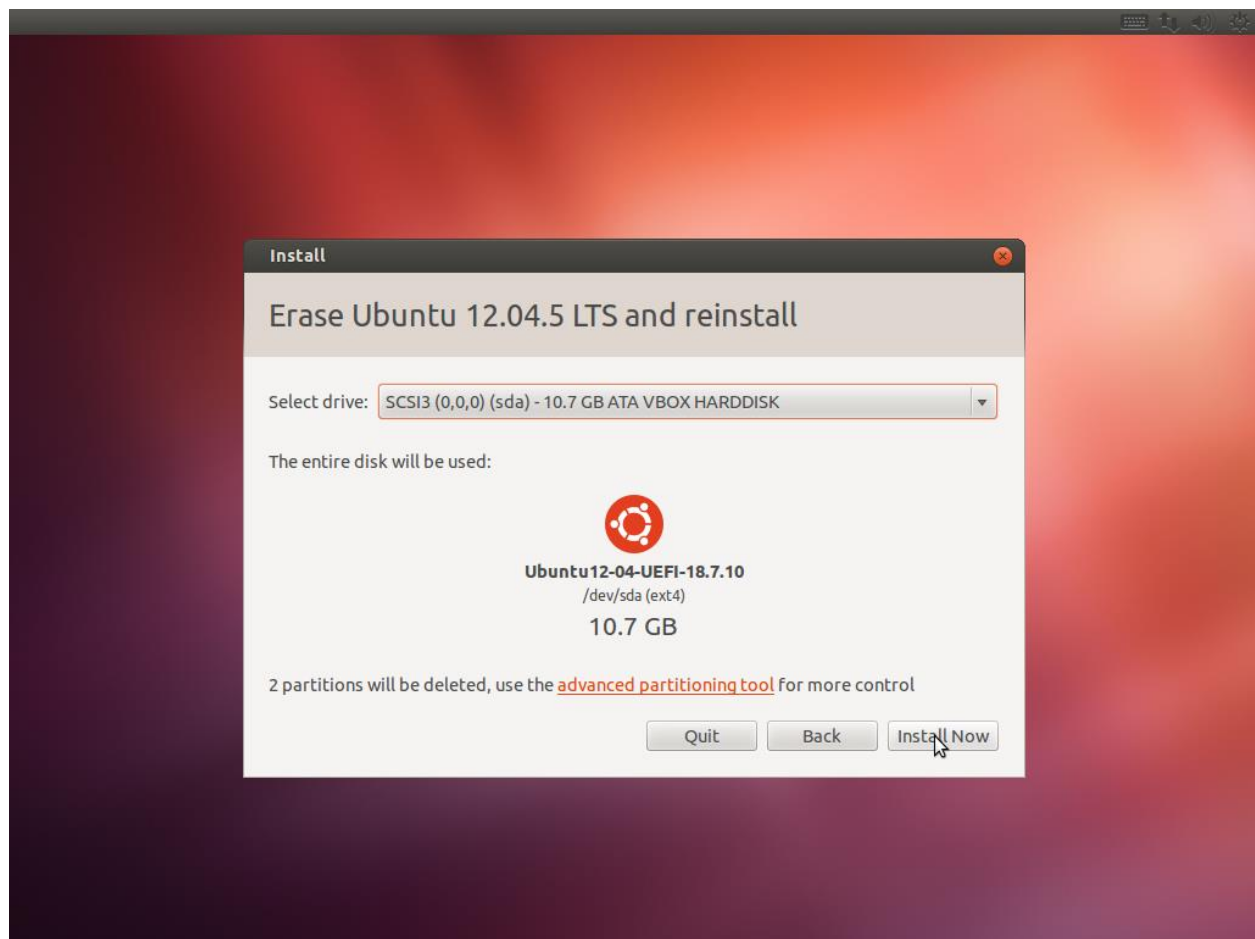 Install
Erase Ubuntu 12.04.5 LTS and reinstall
Select drive: SCSI3 (0,0,0) (sda) - 10.7 GB ATA VBOX HARDDISK
The entire disk will be used:
Ubuntu12-04-UEFI-18.7.10
/dev/sda (ext4)
10.7 GB
2 partitions will be deleted, use the advanced partitioning tool for more control
Quit Back Install Now